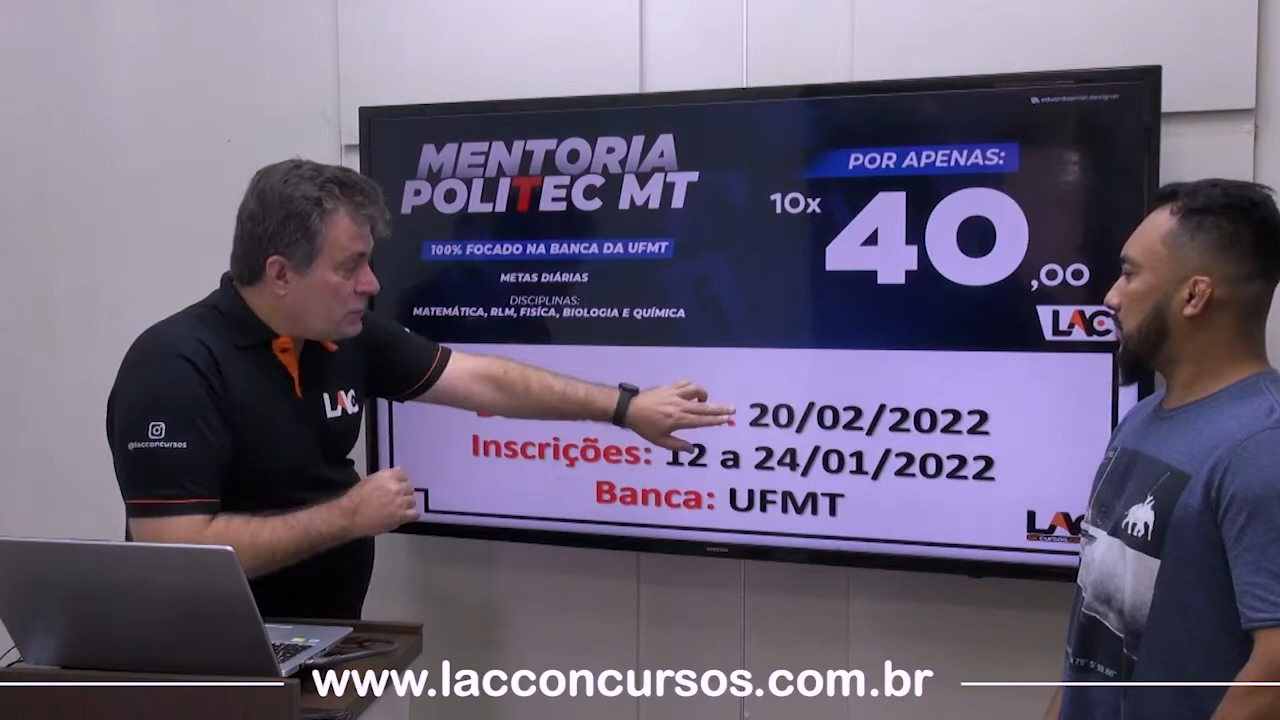 MENTORIA
POLITEC MT
100% FOCADO NA BANCA DA UFMT
METAS DIÁRIAS
DISCIPLINAS:
MATEMÁTICA, RLM, FISÍCA, BIOLOGIA E QUÍMICA
POR APENAS:
10x 40,00
LAC
20/02/2022
Inscrições: 12 a 24/01/2022
Banca: UFMT
LAC
LAC
@lacconcursos
SAMSUNG
www.lacconcursos.com.br